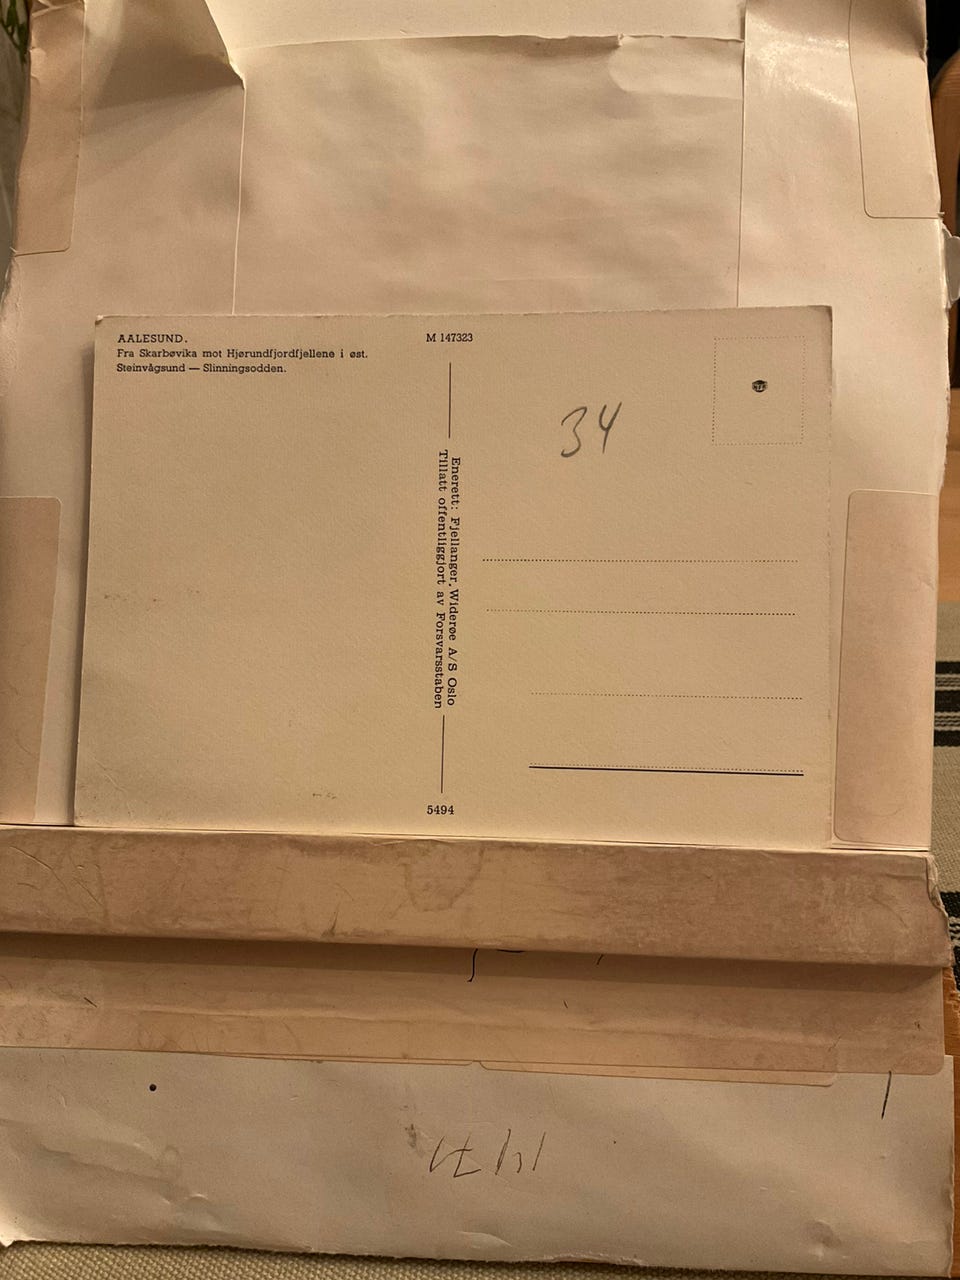 AALESUND.
Fra Skarbøvika mot Hjørundfjordfjellene i øst.
Steinvågsund — Slinningsodden.
M 147323
34
Enerett: Fjellanger, Widerøe A/S Oslo
Tillatt offentliggjort av Forsvarsstaben
5494